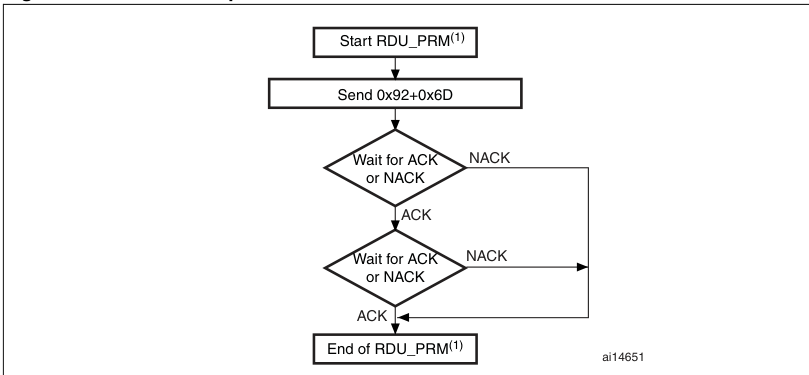 Start RDU_PRM(1)
Send 0x92+0x6D
Wait for ACK
or NACK
NACK
ACK
Wait for ACK
or NACK
NACK
ACK
End of RDU_PRM(1)
ai14651